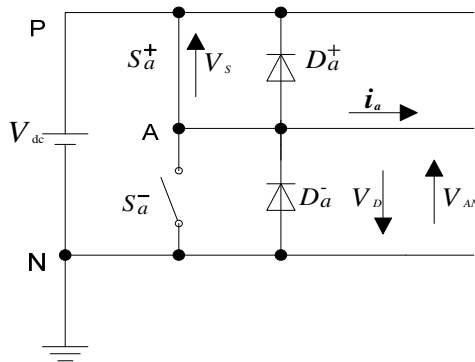 P
S_a^+
V_S
D_a^+
i_a
V_dc
A
S_a^-
D_a^-
V_D
V_AN
N